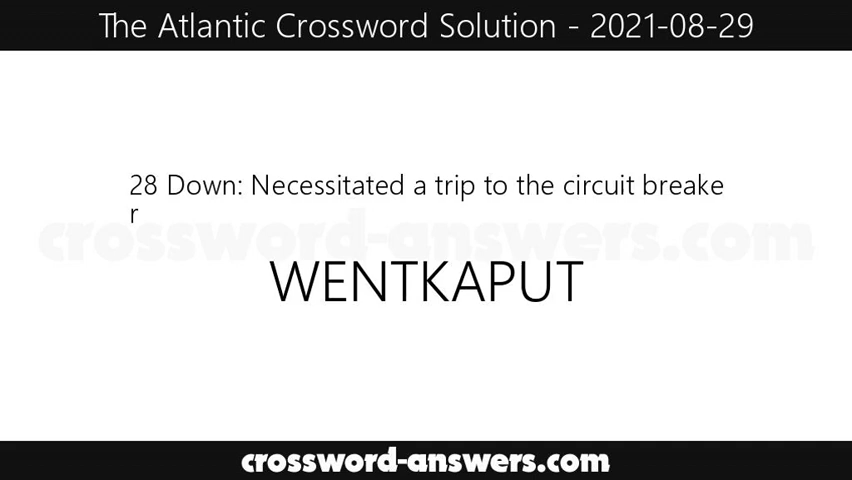 The Atlantic Crossword Solution - 2021-08-29
28 Down: Necessitated a trip to the circuit breake
r
crossword-answers.com
WENTKAPUT
crossword-answers.com